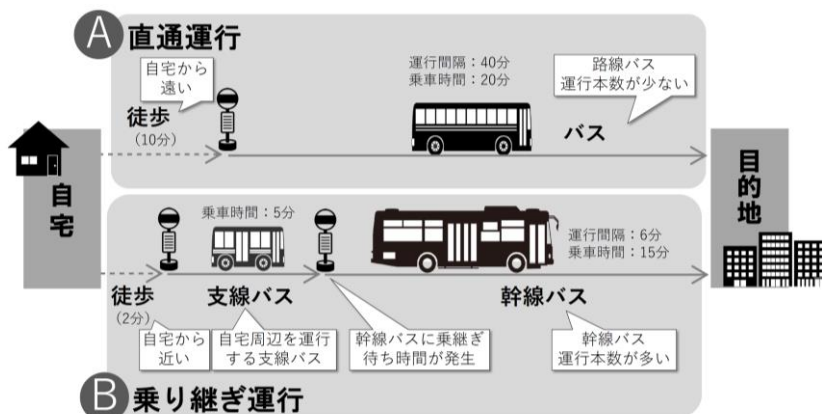 A 直通運行
自宅から
遠い
徒歩
(10分)
運行間隔：40分
乗車時間：20分
路線バス
運行本数が少ない
バス
自宅
目的地
乗車時間：5分
運行間隔：6分
乗車時間：15分
徒歩
(2分)
支線バス
幹線バス
自宅から
近い
自宅周辺を運行
する支線バス
幹線バスに乗継ぎ
待ち時間が発生
幹線バス
運行本数が多い
B 乗り継ぎ運行